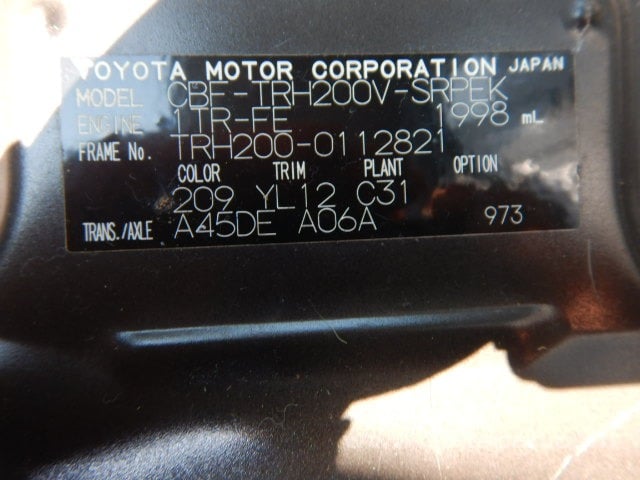 TOYOTA MOTOR CORPORATION JAPAN
MODEL CBF-TRH200V-SRPEK
ENGINE 1TR-FE 1998 mL
FRAME No. TRH200-0112821
COLOR TRIM PLANT OPTION
209 YL12 C31
TRANS./AXLE A45DE A06A 973